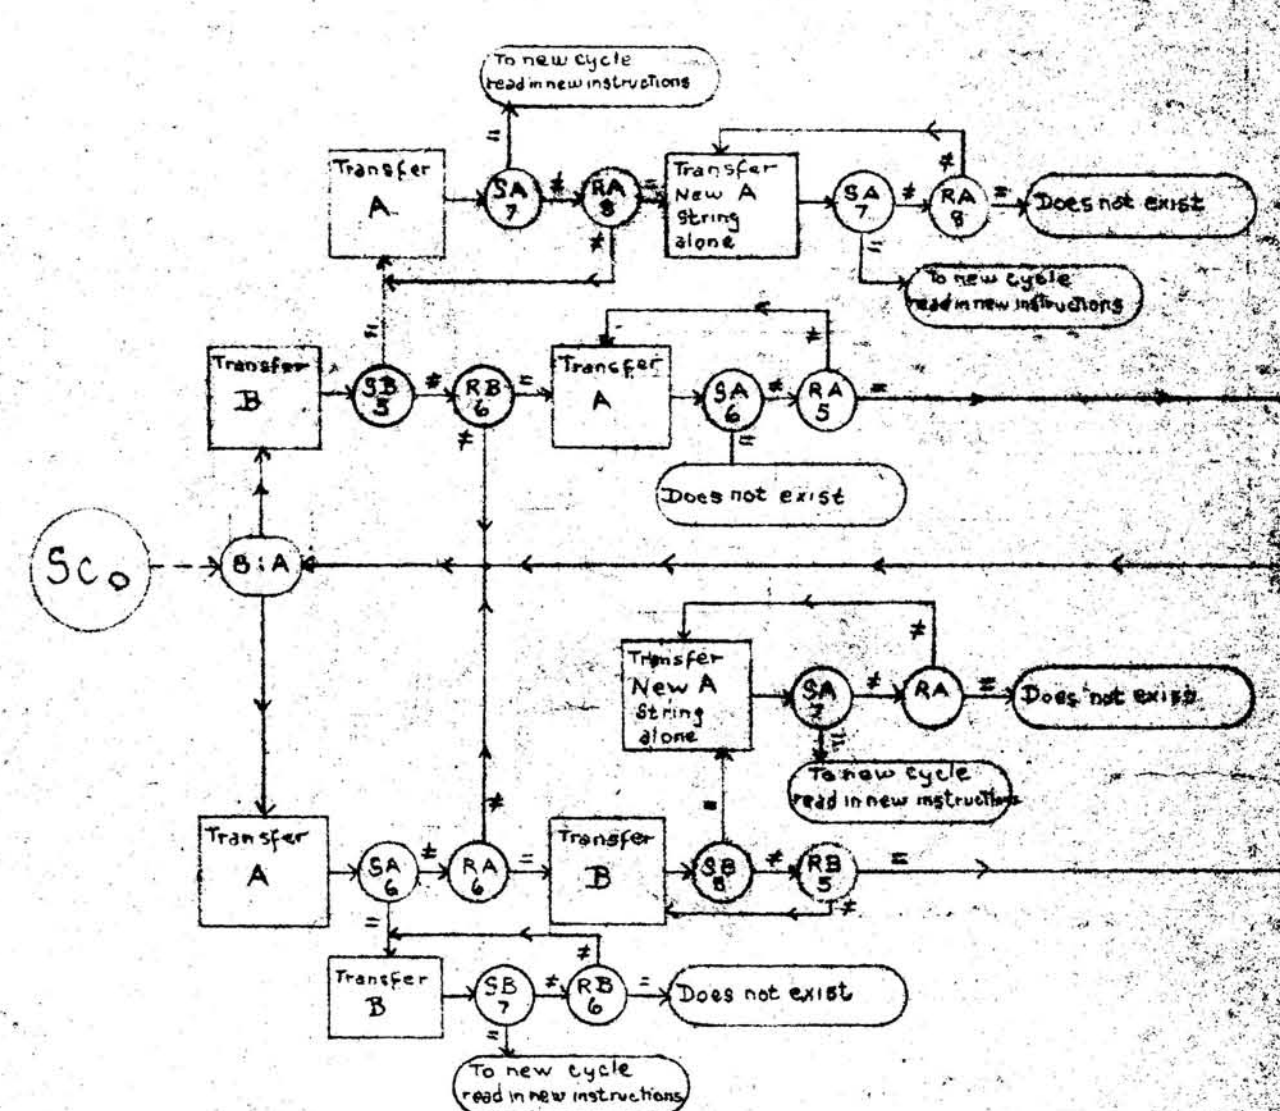 To new cycle
read in new instructions
=
Transfer
A
SA
7
≠
RA
8
=
≠
Transfer
New A
String
alone
SA
7
≠
RA
8
≠
=
Does not exist
=
To new cycle
read in new instructions
=
Transfer
B
SB
5
≠
RB
6
=
≠
Transfer
A
SA
6
≠
RA
5
≠
=
=
Does not exist
Sc₀
B:A
Transfer
New A
String
alone
SA
7
≠
RA
≠
=
Does not exist
=
To new cycle
read in new instructions
=
Transfer
A
SA
6
≠
RA
6
≠
=
Transfer
B
SB
8
≠
RB
5
=
≠
=
Transfer
B
SB
7
≠
RB
6
≠
=
Does not exist
=
To new cycle
read in new instructions